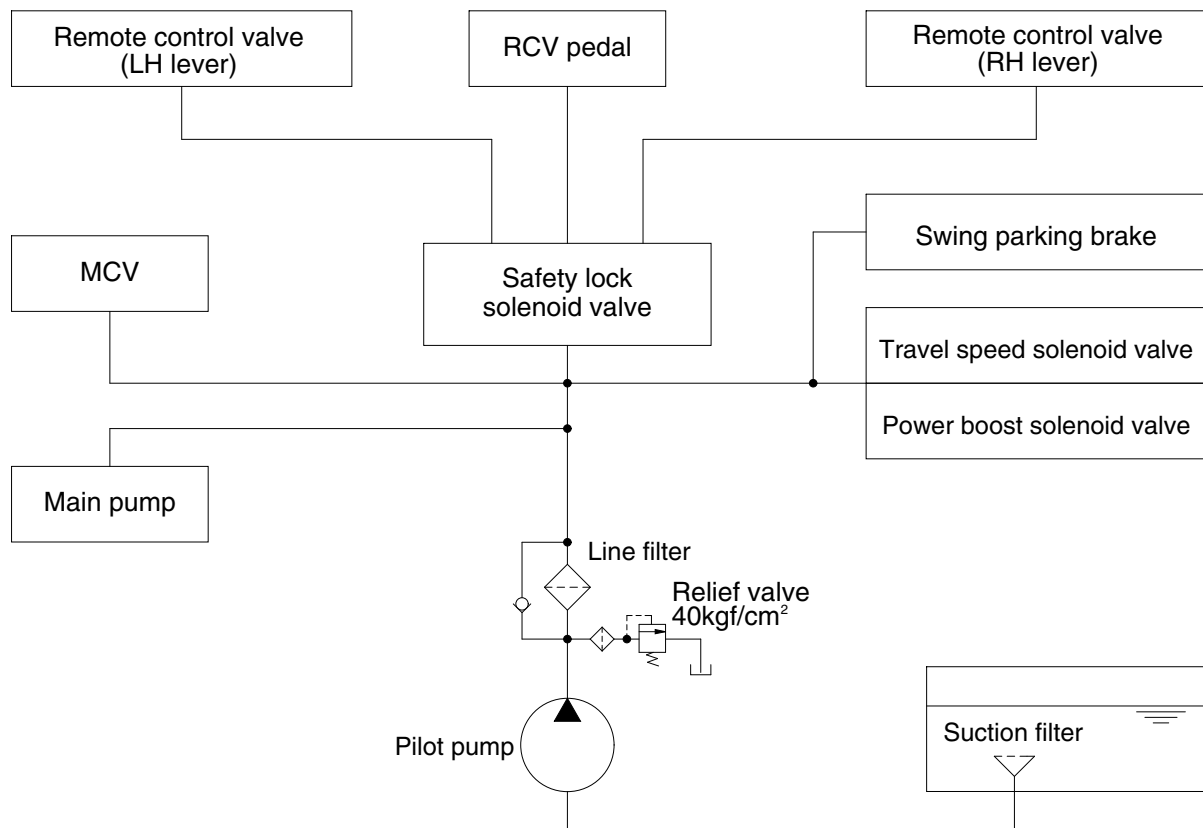 Remote control valve
(LH lever)
RCV pedal
Remote control valve
(RH lever)
MCV
Safety lock
solenoid valve
Swing parking brake
Travel speed solenoid valve
Power boost solenoid valve
Main pump
Line filter
Relief valve
40kgf/cm²
Pilot pump
Suction filter